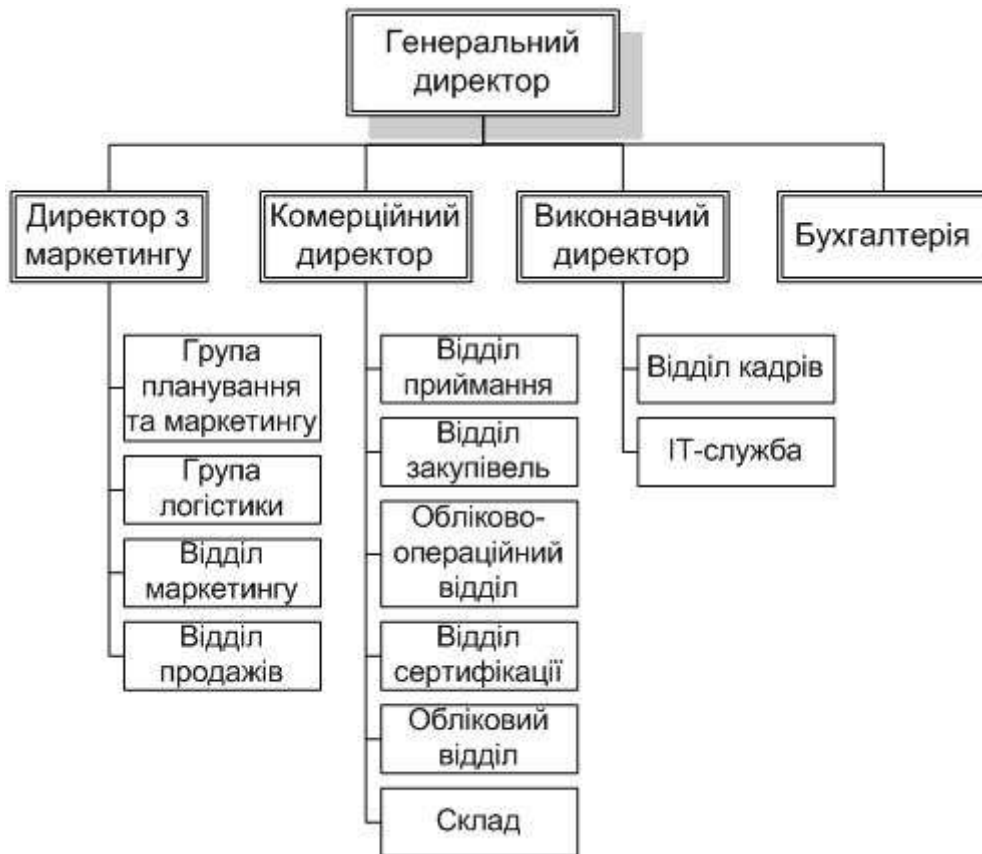 Генеральний
директор
Директор з
маркетингу
Комерційний
директор
Виконавчий
директор
Бухгалтерія
Група
планування
та маркетингу
Група
логістики
Відділ
маркетингу
Відділ
продажів
Відділ
приймання
Відділ
закупівель
Обліково-
операційний
відділ
Відділ
сертифікації
Обліковий
відділ
Склад
Відділ кадрів
ІТ-служба